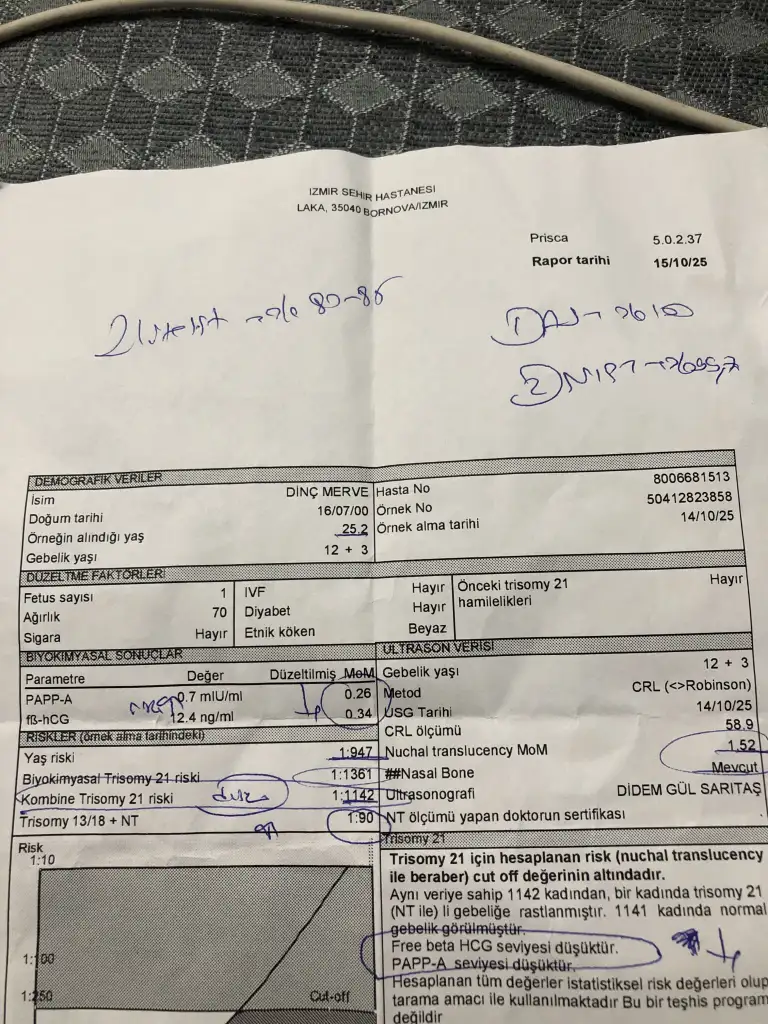 IZMIR SEHIR HASTANESI
LAKA, 35040 BORNOVA/IZMIR
Prisca 5.0.2.37
Rapor tarihi 15/10/25
→ % 80-86
① → %100
② NIPT → %
DEMOGRAFİK VERİLER
İsim DİNÇ MERVE
Doğum tarihi 16/07/00
Örneğin alındığı yaş 25.2
Gebelik yaşı 12 + 3
Hasta No 8006681513
Örnek No 50412823858
Örnek alma tarihi 14/10/25
DÜZELTME FAKTÖRLERİ
Fetus sayısı 1
Ağırlık 70
Sigara Hayır
IVF Hayır
Diyabet Hayır
Etnik köken Beyaz
Önceki trisomy 21 Hayır
hamilelikleri
BİYOKİMYASAL SONUÇLAR
Parametre Değer Düzeltilmiş MoM
PAPP-A 0.7 mIU/ml 0.26
fß-hCG 12.4 ng/ml 0.34
RİSKLER (örnek alma tarihindeki)
Yaş riski 1:947
Biyokimyasal Trisomy 21 riski 1:1361
Kombine Trisomy 21 riski 1:1142
Trisomy 13/18 + NT 1:90
ULTRASON VERİSİ
Gebelik yaşı 12 + 3
Metod CRL (<>Robinson)
USG Tarihi 14/10/25
CRL ölçümü 58.9
Nuchal translucency MoM 1.52
##Nasal Bone Mevcut
Ultrasonografi DİDEM GÜL SARITAŞ
NT ölçümü yapan doktorun sertifikası
Risk
1:10
1:100
1:250
Cut-off
Trisomy 21
Trisomy 21 için hesaplanan risk (nuchal translucency
ile beraber) cut off değerinin altındadır.
Aynı veriye sahip 1142 kadından, bir kadında trisomy 21
(NT ile) li gebeliğe rastlanmıştır. 1141 kadında normal
gebelik görülmüştür.
Free beta HCG seviyesi düşüktür.
PAPP-A seviyesi düşüktür.
Hesaplanan tüm değerler istatistiksel risk değerleri olup
tarama amacı ile kullanılmaktadır Bu bir teşhis program
değildir